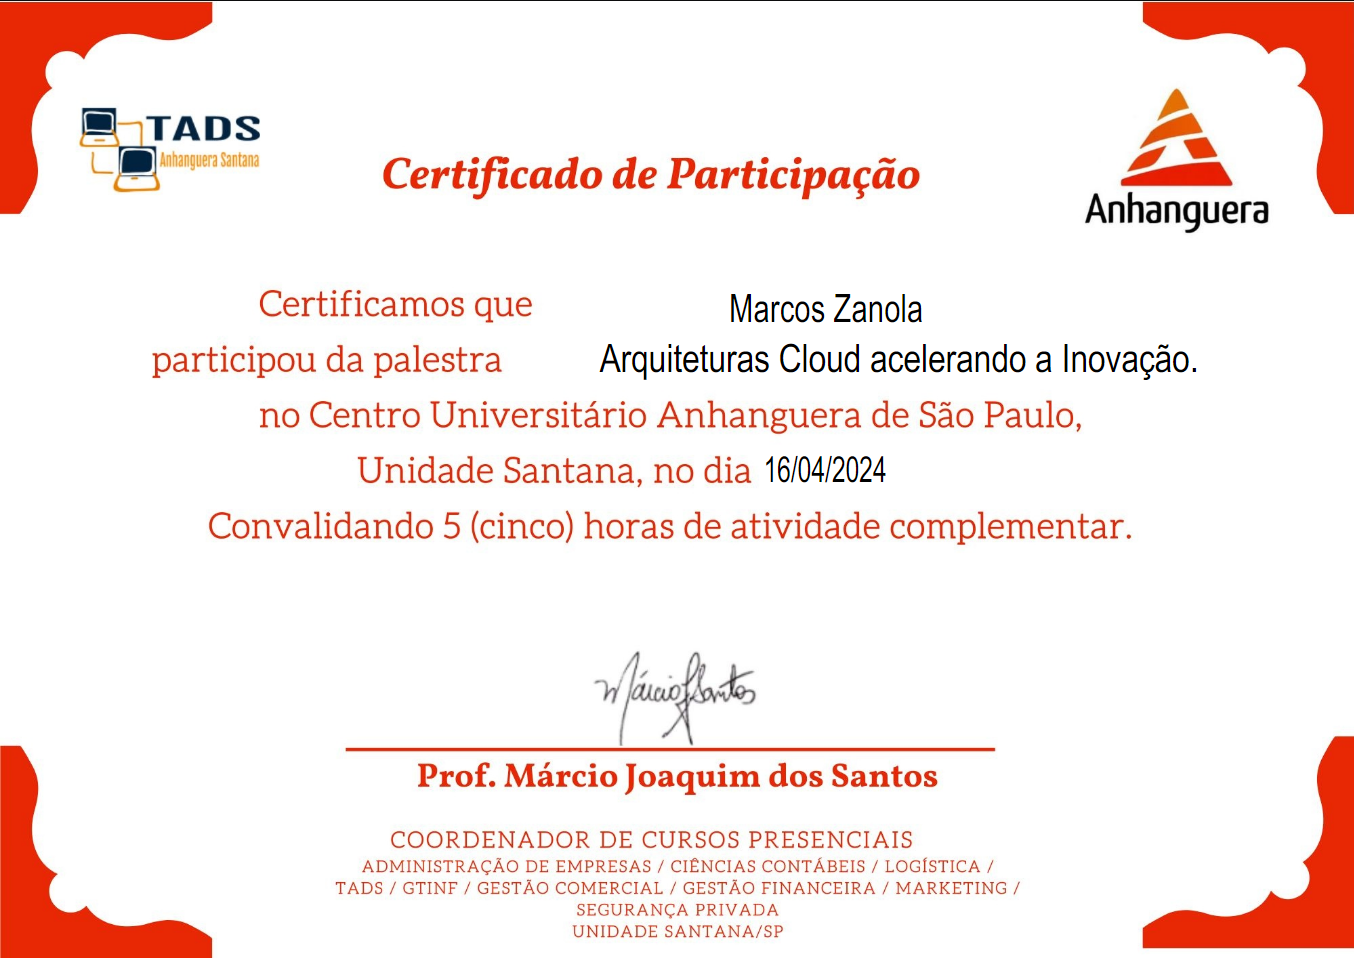 TADS
Anhanguera Santana
Certificado de Participação
Anhanguera
Certificamos que Marcos Zanola
participou da palestra Arquiteturas Cloud acelerando a Inovação.
no Centro Universitário Anhanguera de São Paulo,
Unidade Santana, no dia 16/04/2024
Convalidando 5 (cinco) horas de atividade complementar.
Márcio J Santos
Prof. Márcio Joaquim dos Santos
COORDENADOR DE CURSOS PRESENCIAIS
ADMINISTRAÇÃO DE EMPRESAS / CIÊNCIAS CONTÁBEIS / LOGÍSTICA /
TADS / GTINF / GESTÃO COMERCIAL / GESTÃO FINANCEIRA / MARKETING /
SEGURANÇA PRIVADA
UNIDADE SANTANA/SP